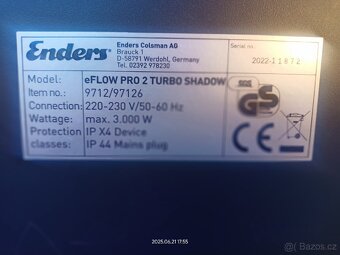 Enders®
Enders Colsman AG
Brauck 1
D-58791 Werdohl, Germany
Tel. 02392 978230
Serial no.
2022-11872
Model: eFLOW PRO 2 TURBO SHADOW
Item no.: 9712/97126
Connection: 220-230 V/50-60 Hz
Wattage: max. 3.000 W
Protection IP X4 Device
classes: IP 44 Mains plug
GS
CE
2025.06.21 17:55
Bazos.cz